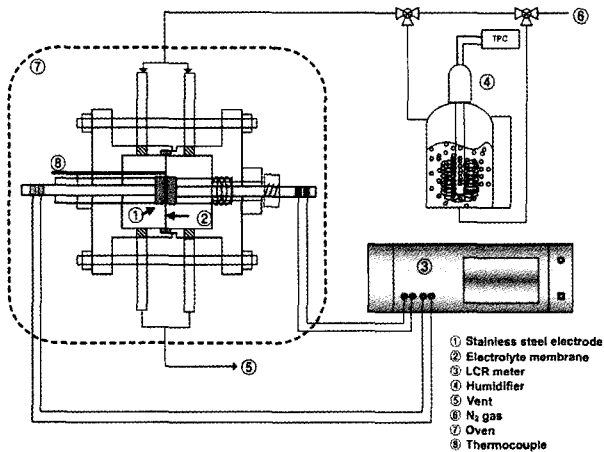 ⑥
TPC
④
⑦
⑧
① ②
③
⑤
① Stainless steel electrode
② Electrolyte membrane
③ LCR meter
④ Humidifier
⑤ Vent
⑥ N₂ gas
⑦ Oven
⑧ Thermocouple